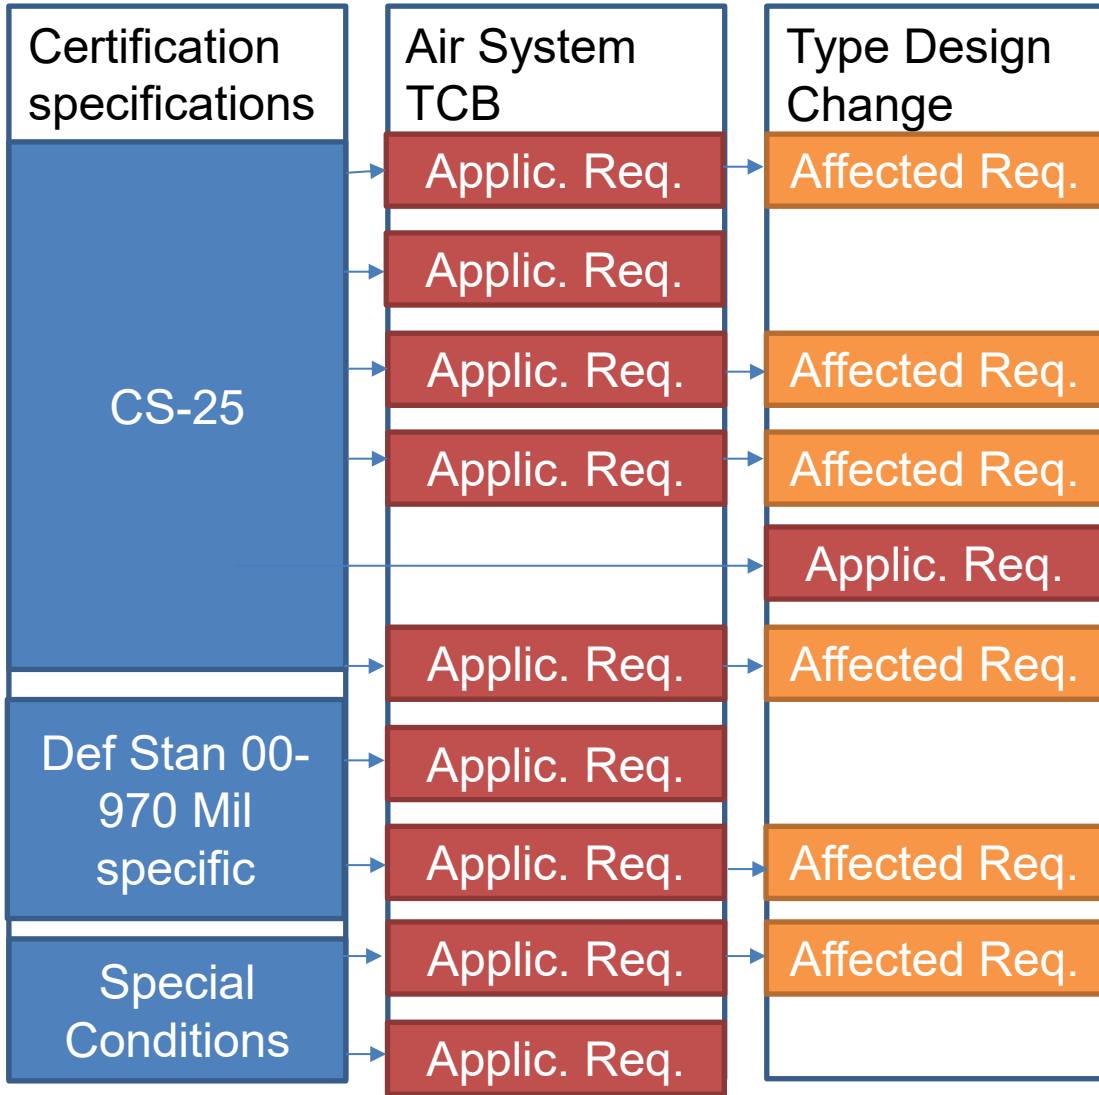 Certification
specifications
Air System
TCB
Type Design
Change
CS-25
Def Stan 00-
970 Mil
specific
Special
Conditions
Applic. Req.
Applic. Req.
Applic. Req.
Applic. Req.
Applic. Req.
Applic. Req.
Applic. Req.
Applic. Req.
Applic. Req.
Affected Req.
Affected Req.
Affected Req.
Applic. Req.
Affected Req.
Affected Req.
Affected Req.